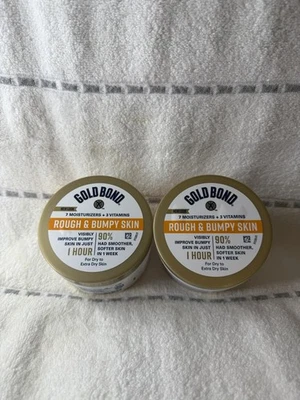 GOLD BOND
7 MOISTURIZERS + 3 VITAMINS
ROUGH & BUMPY SKIN
VISIBLY
IMPROVE BUMPY
SKIN IN JUST
1 HOUR
90%
HAD SMOOTHER,
SOFTER SKIN
IN 1 WEEK
For Dry to
Extra Dry Skin
GOLD BOND
7 MOISTURIZERS + 3 VITAMINS
ROUGH & BUMPY SKIN
VISIBLY
IMPROVE BUMPY
SKIN IN JUST
1 HOUR
90%
HAD SMOOTHER,
SOFTER SKIN
IN 1 WEEK
For Dry to
Extra Dry Skin